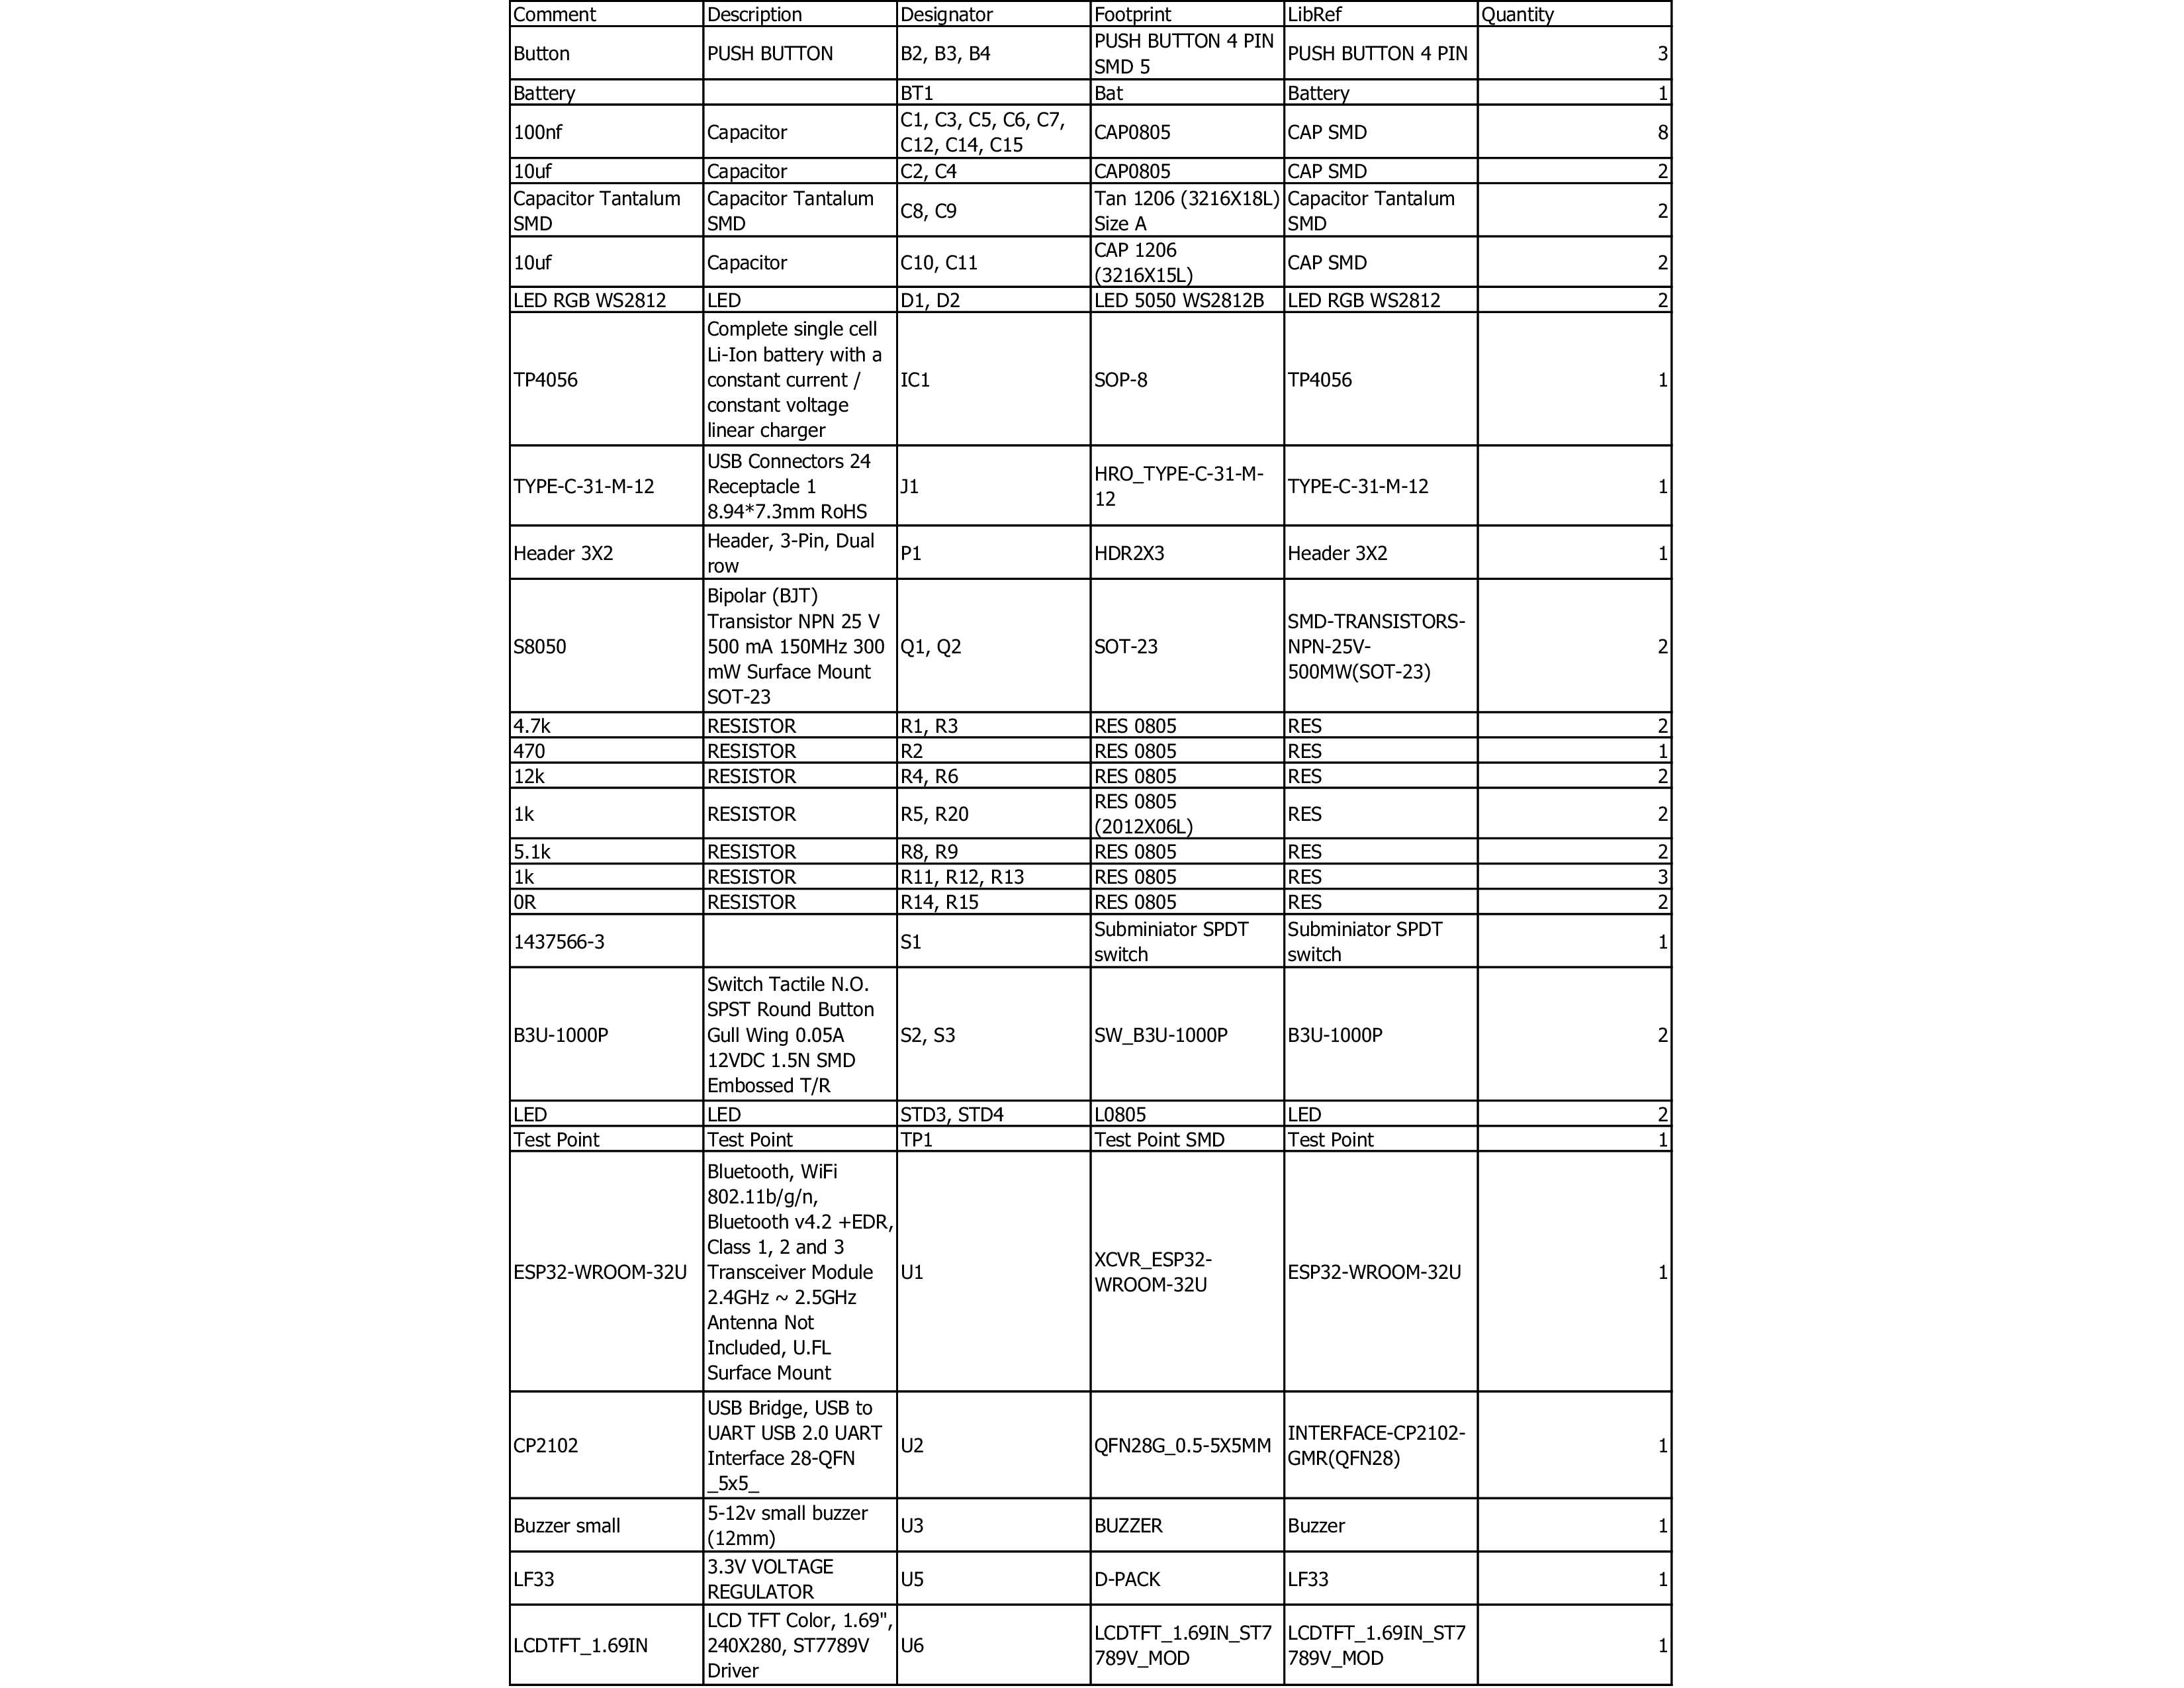 Comment Description Designator Footprint LibRef Quantity
Button PUSH BUTTON B2, B3, B4 PUSH BUTTON 4 PIN
SMD 5 PUSH BUTTON 4 PIN 3
Battery BT1 Bat Battery 1
100nf Capacitor C1, C3, C5, C6, C7,
C12, C14, C15 CAP0805 CAP SMD 8
10uf Capacitor C2, C4 CAP0805 CAP SMD 2
Capacitor Tantalum
SMD Capacitor Tantalum
SMD C8, C9 Tan 1206 (3216X18L)
Size A Capacitor Tantalum
SMD 2
10uf Capacitor C10, C11 CAP 1206
(3216X15L) CAP SMD 2
LED RGB WS2812 LED D1, D2 LED 5050 WS2812B LED RGB WS2812 2
TP4056 Complete single cell
Li-Ion battery with a
constant current /
constant voltage
linear charger IC1 SOP-8 TP4056 1
TYPE-C-31-M-12 USB Connectors 24
Receptacle 1
8.94*7.3mm RoHS J1 HRO_TYPE-C-31-M-
12 TYPE-C-31-M-12 1
Header 3X2 Header, 3-Pin, Dual
row P1 HDR2X3 Header 3X2 1
S8050 Bipolar (BJT)
Transistor NPN 25 V
500 mA 150MHz 300
mW Surface Mount
SOT-23 Q1, Q2 SOT-23 SMD-TRANSISTORS-
NPN-25V-
500MW(SOT-23) 2
4.7k RESISTOR R1, R3 RES 0805 RES 2
470 RESISTOR R2 RES 0805 RES 1
12k RESISTOR R4, R6 RES 0805 RES 2
1k RESISTOR R5, R20 RES 0805
(2012X06L) RES 2
5.1k RESISTOR R8, R9 RES 0805 RES 2
1k RESISTOR R11, R12, R13 RES 0805 RES 3
0R RESISTOR R14, R15 RES 0805 RES 2
1437566-3 S1 Subminiator SPDT
switch Subminiator SPDT
switch 1
B3U-1000P Switch Tactile N.O.
SPST Round Button
Gull Wing 0.05A
12VDC 1.5N SMD
Embossed T/R S2, S3 SW_B3U-1000P B3U-1000P 2
LED LED STD3, STD4 L0805 LED 2
Test Point Test Point TP1 Test Point SMD Test Point 1
ESP32-WROOM-32U Bluetooth, WiFi
802.11b/g/n,
Bluetooth v4.2 +EDR,
Class 1, 2 and 3
Transceiver Module
2.4GHz ~ 2.5GHz
Antenna Not
Included, U.FL
Surface Mount U1 XCVR_ESP32-
WROOM-32U ESP32-WROOM-32U 1
CP2102 USB Bridge, USB to
UART USB 2.0 UART
Interface 28-QFN
_5x5_ U2 QFN28G_0.5-5X5MM INTERFACE-CP2102-
GMR(QFN28) 1
Buzzer small 5-12v small buzzer
(12mm) U3 BUZZER Buzzer 1
LF33 3.3V VOLTAGE
REGULATOR U5 D-PACK LF33 1
LCDTFT_1.69IN LCD TFT Color, 1.69",
240X280, ST7789V
Driver U6 LCDTFT_1.69IN_ST7
789V_MOD LCDTFT_1.69IN_ST7
789V_MOD 1